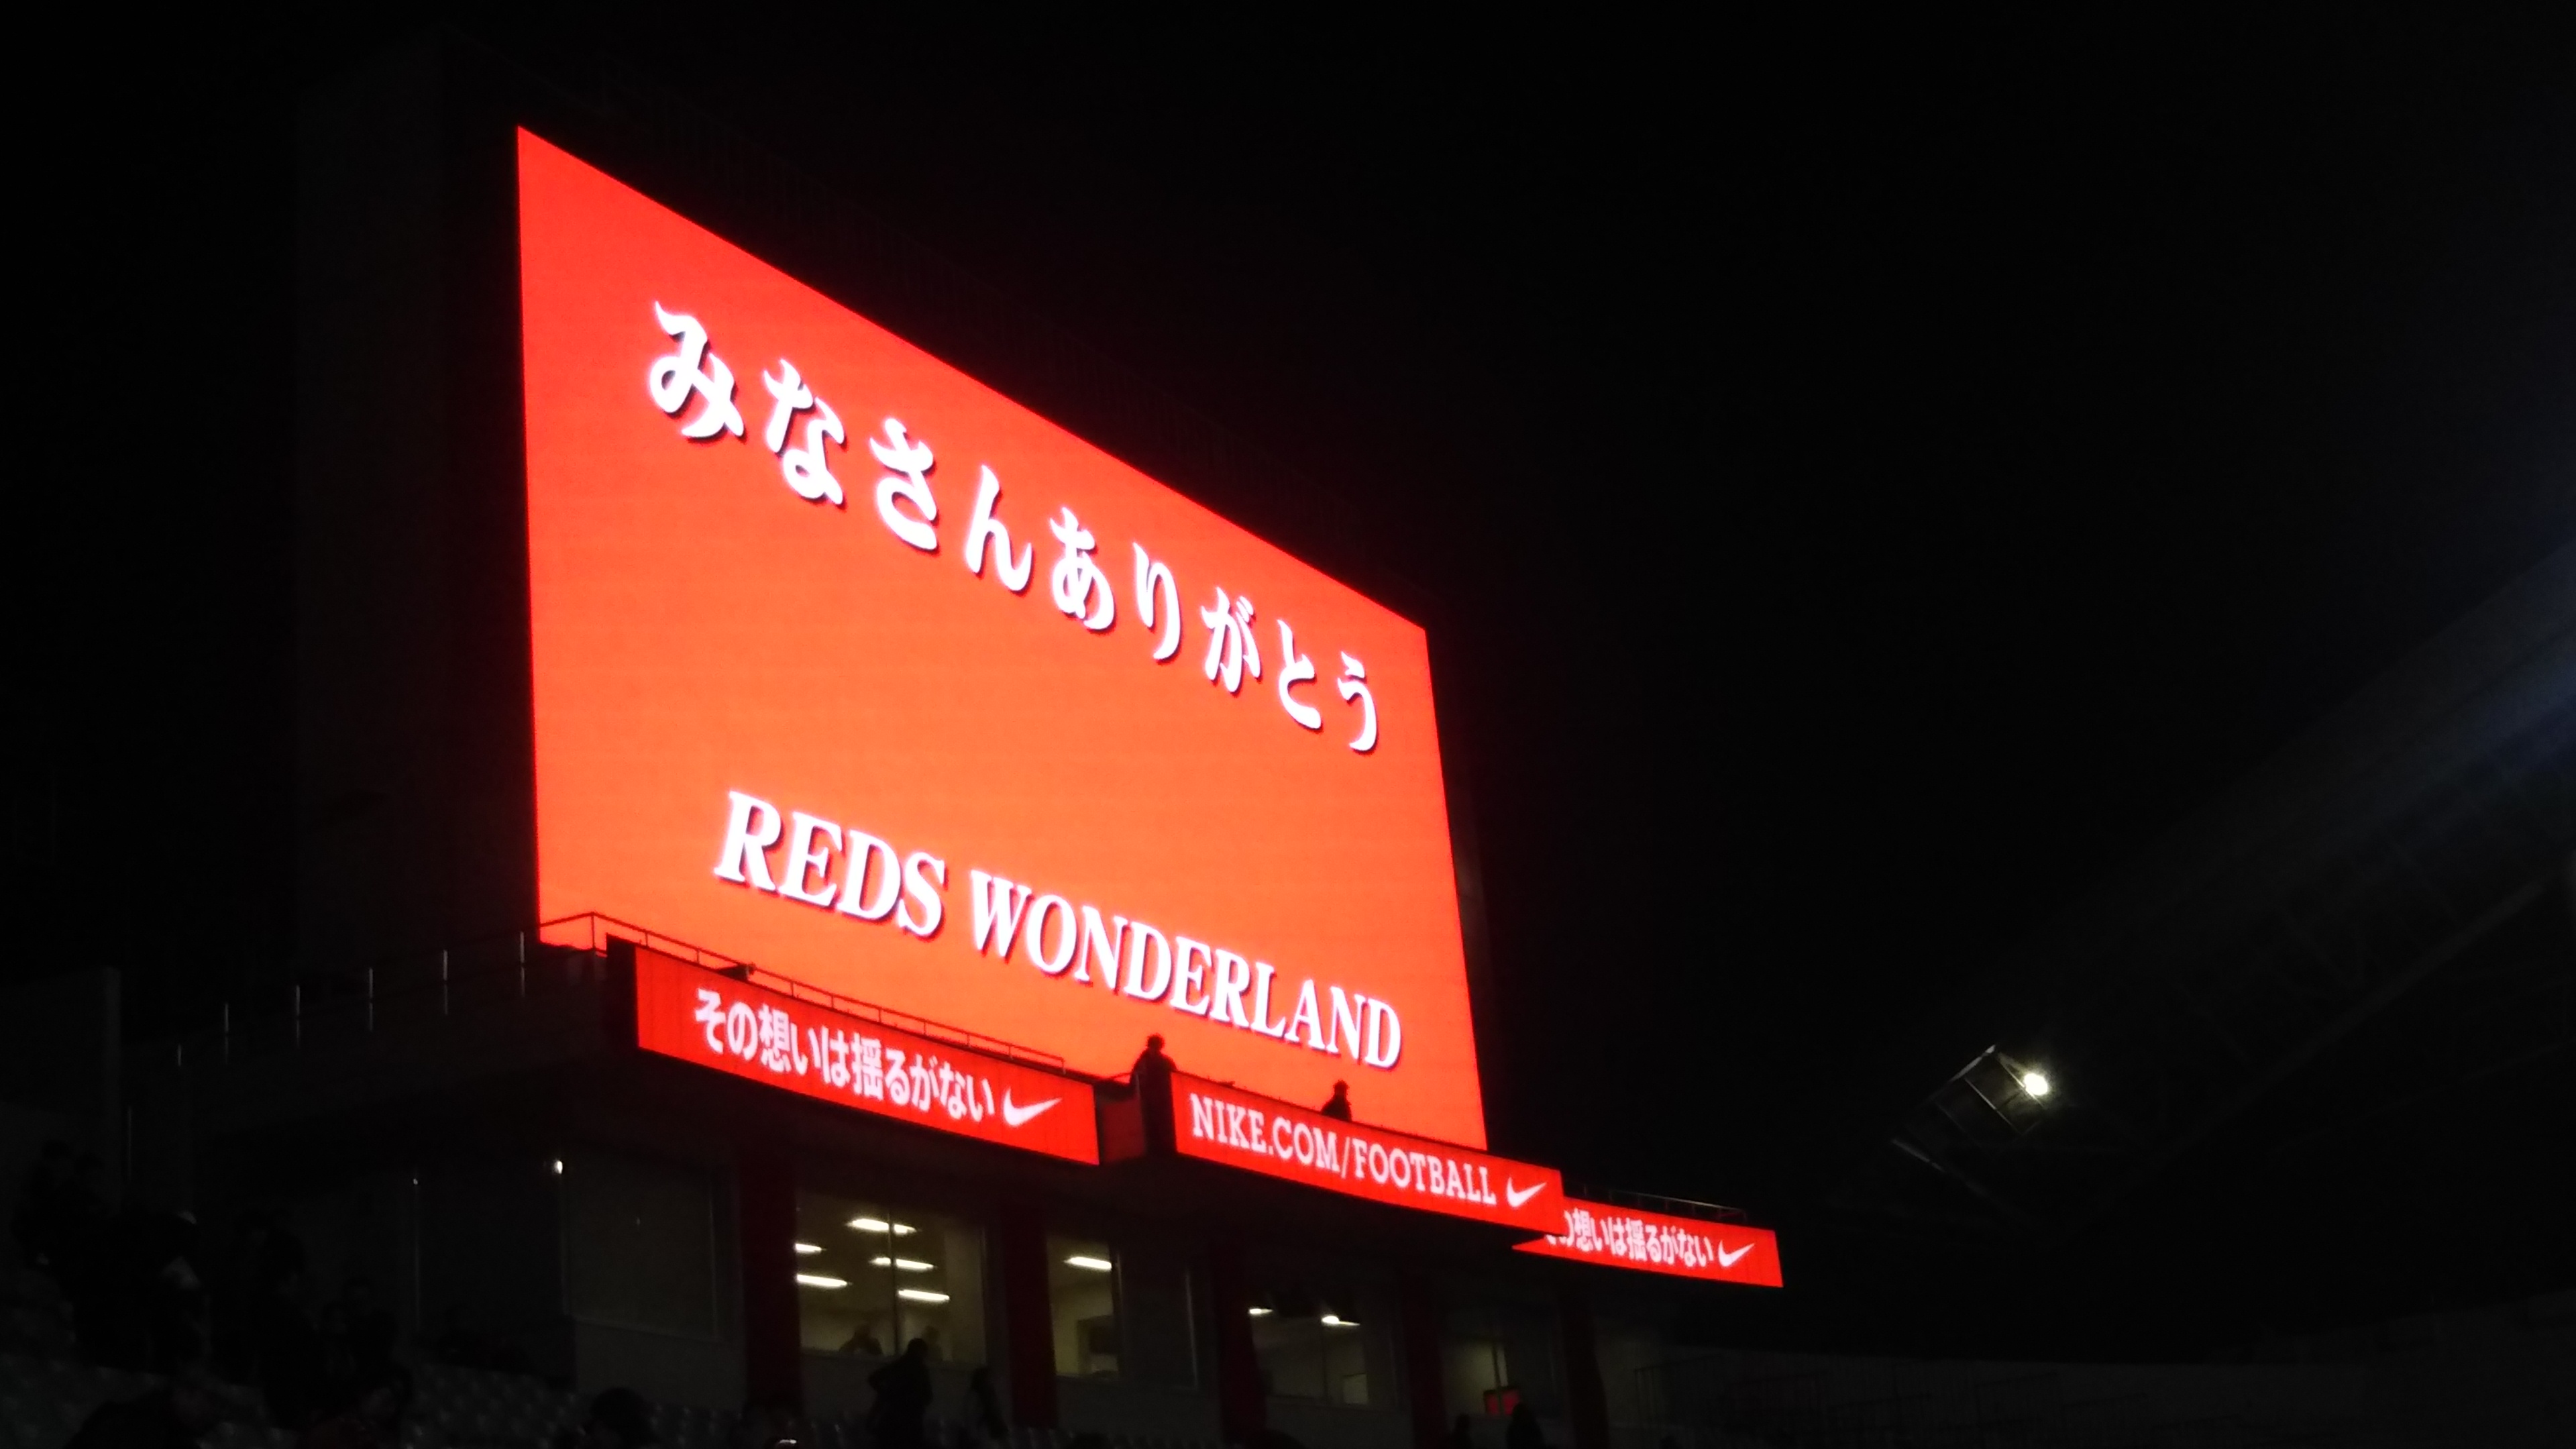 みなさんありがとう
REDS WONDERLAND
その想いは揺るがない
NIKE.COM/FOOTBALL
の想いは揺るがない